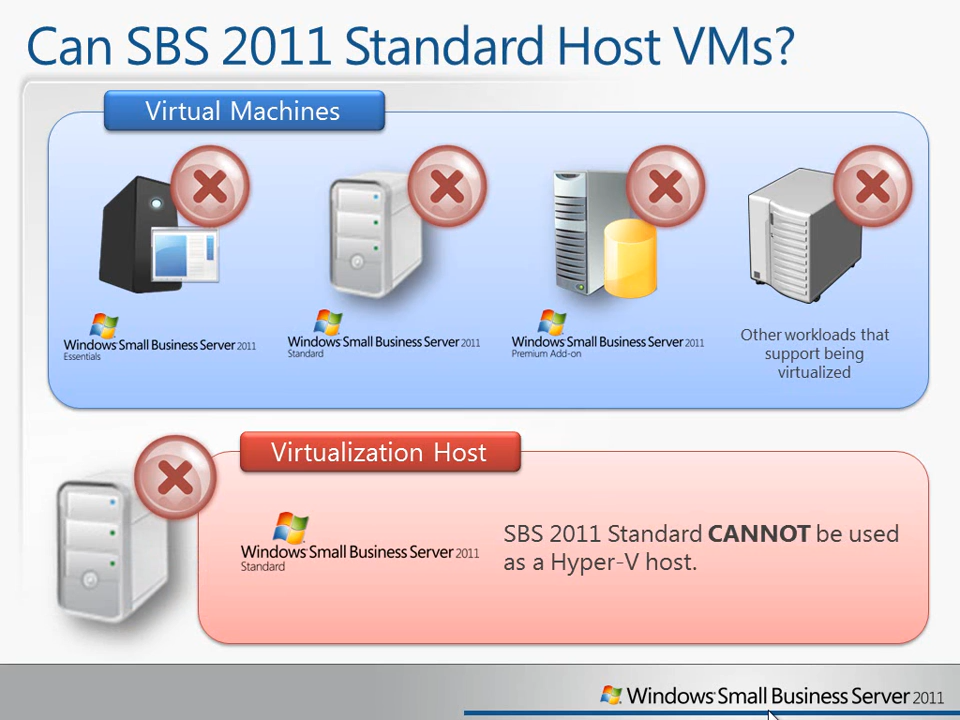 Can SBS 2011 Standard Host VMs?
Virtual Machines
Windows Small Business Server 2011
Essentials
Windows Small Business Server 2011
Standard
Windows Small Business Server 2011
Premium Add-on
Other workloads that
support being
virtualized
Virtualization Host
Windows Small Business Server 2011
Standard
SBS 2011 Standard CANNOT be used
as a Hyper-V host.
Windows Small Business Server 2011